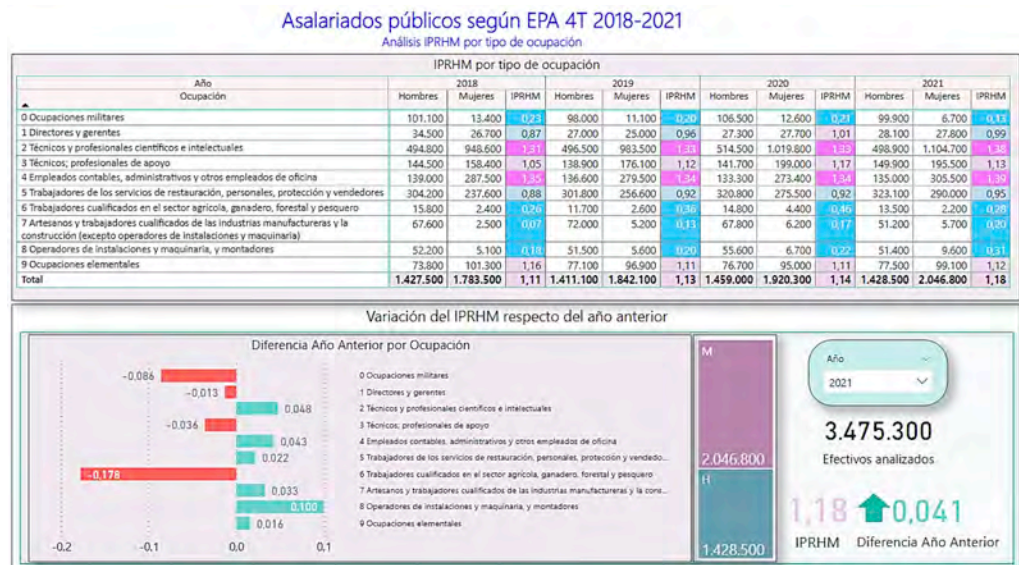 Asalariados públicos según EPA 4T 2018-2021
Análisis IPRHM por tipo de ocupación
IPRHM por tipo de ocupación
Año 2018 2019 2020 2021
Ocupación Hombres Mujeres IPRHM Hombres Mujeres IPRHM Hombres Mujeres IPRHM Hombres Mujeres IPRHM
0 Ocupaciones militares 101.100 13.400 0,23 98.000 11.100 0,20 106.500 12.600 0,21 99.900 6.700 0,13
1 Directores y gerentes 34.500 26.700 0,87 27.000 25.000 0,96 27.300 27.700 1,01 28.100 27.800 0,99
2 Técnicos y profesionales científicos e intelectuales 494.800 948.600 1,31 496.500 983.500 1,33 514.500 1.019.800 1,33 498.900 1.104.700 1,38
3 Técnicos; profesionales de apoyo 144.500 158.400 1,05 138.900 176.100 1,12 141.700 199.000 1,17 149.900 195.500 1,13
4 Empleados contables, administrativos y otros empleados de oficina 139.000 287.500 1,35 136.600 279.500 1,34 133.300 273.400 1,34 135.000 305.500 1,39
5 Trabajadores de los servicios de restauración, personales, protección y vendedores 304.200 237.600 0,88 301.800 256.600 0,92 320.800 275.500 0,92 323.100 290.000 0,95
6 Trabajadores cualificados en el sector agrícola, ganadero, forestal y pesquero 15.800 2.400 0,26 11.700 2.600 0,36 14.800 4.400 0,46 13.500 2.200 0,28
7 Artesanos y trabajadores cualificados de las industrias manufactureras y la 67.600 2.500 0,07 72.000 5.200 0,13 67.800 6.200 0,17 51.200 5.700 0,20
construcción (excepto operadores de instalaciones y maquinaria)
8 Operadores de instalaciones y maquinaria, y montadores 52.200 5.100 0,18 51.500 5.600 0,20 55.600 6.700 0,22 51.400 9.600 0,31
9 Ocupaciones elementales 73.800 101.300 1,16 77.100 96.900 1,11 76.700 95.000 1,11 77.500 99.100 1,12
Total 1.427.500 1.783.500 1,11 1.411.100 1.842.100 1,13 1.459.000 1.920.300 1,14 1.428.500 2.046.800 1,18
Variación del IPRHM respecto del año anterior
Diferencia Año Anterior por Ocupación
-0,086 0 Ocupaciones militares
-0,013 1 Directores y gerentes
0,048 2 Técnicos y profesionales científicos e intelectuales
-0,036 3 Técnicos; profesionales de apoyo
0,043 4 Empleados contables, administrativos y otros empleados de oficina
0,022 5 Trabajadores de los servicios de restauración, personales, protección y vendedo...
-0,178 6 Trabajadores cualificados en el sector agrícola, ganadero, forestal y pesquero
0,033 7 Artesanos y trabajadores cualificados de las industrias manufactureras y la cons...
0,100 8 Operadores de instalaciones y maquinaria, y montadores
0,016 9 Ocupaciones elementales
-0,2 -0,1 0,0 0,1
M
2.046.800
H
1.428.500
Año
2021
3.475.300
Efectivos analizados
1,18 0,041
IPRHM Diferencia Año Anterior